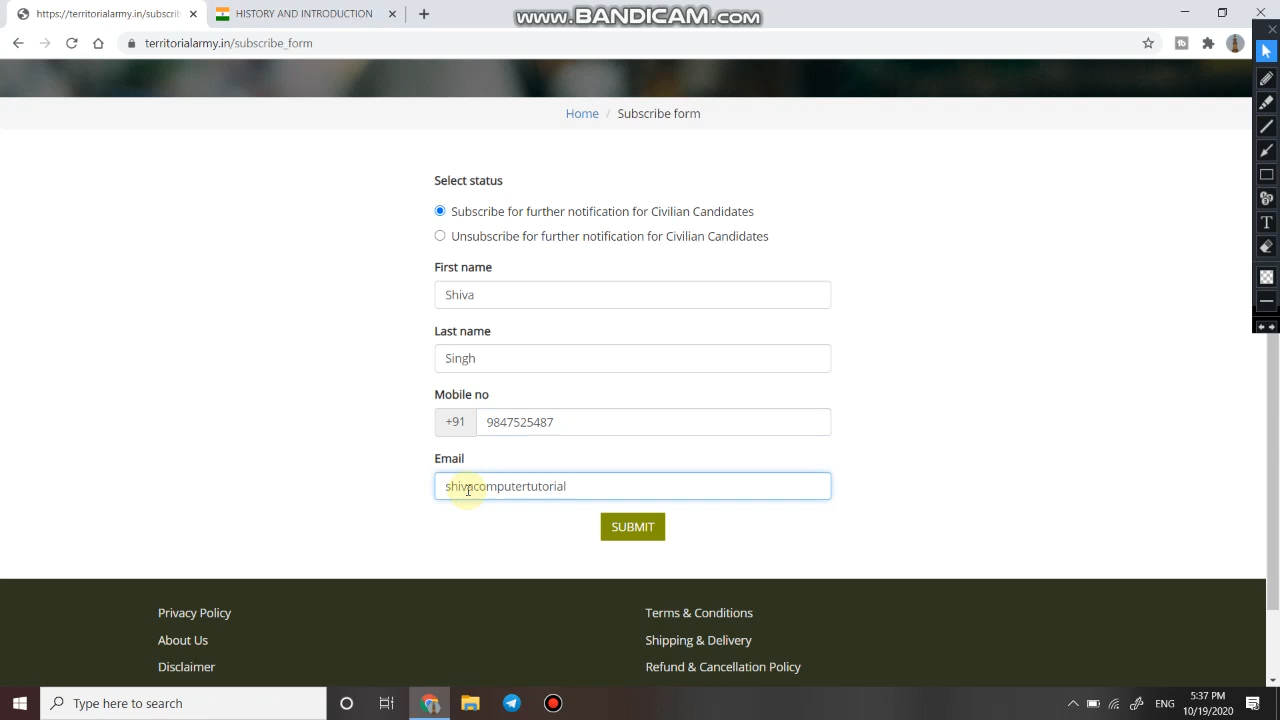 https://territorialarmy.in/subscrib
HISTORY AND INTRODUCTION
www.BANDICAM.com
territorialarmy.in/subscribe_form
Home / Subscribe form
Select status
Subscribe for further notification for Civilian Candidates
Unsubscribe for further notification for Civilian Candidates
First name
Shiva
Last name
Singh
Mobile no
+91 9847525487
Email
shivacomputertutorial
SUBMIT
Privacy Policy
Terms & Conditions
About Us
Shipping & Delivery
Disclaimer
Refund & Cancellation Policy
Type here to search
ENG
5:37 PM
10/19/2020